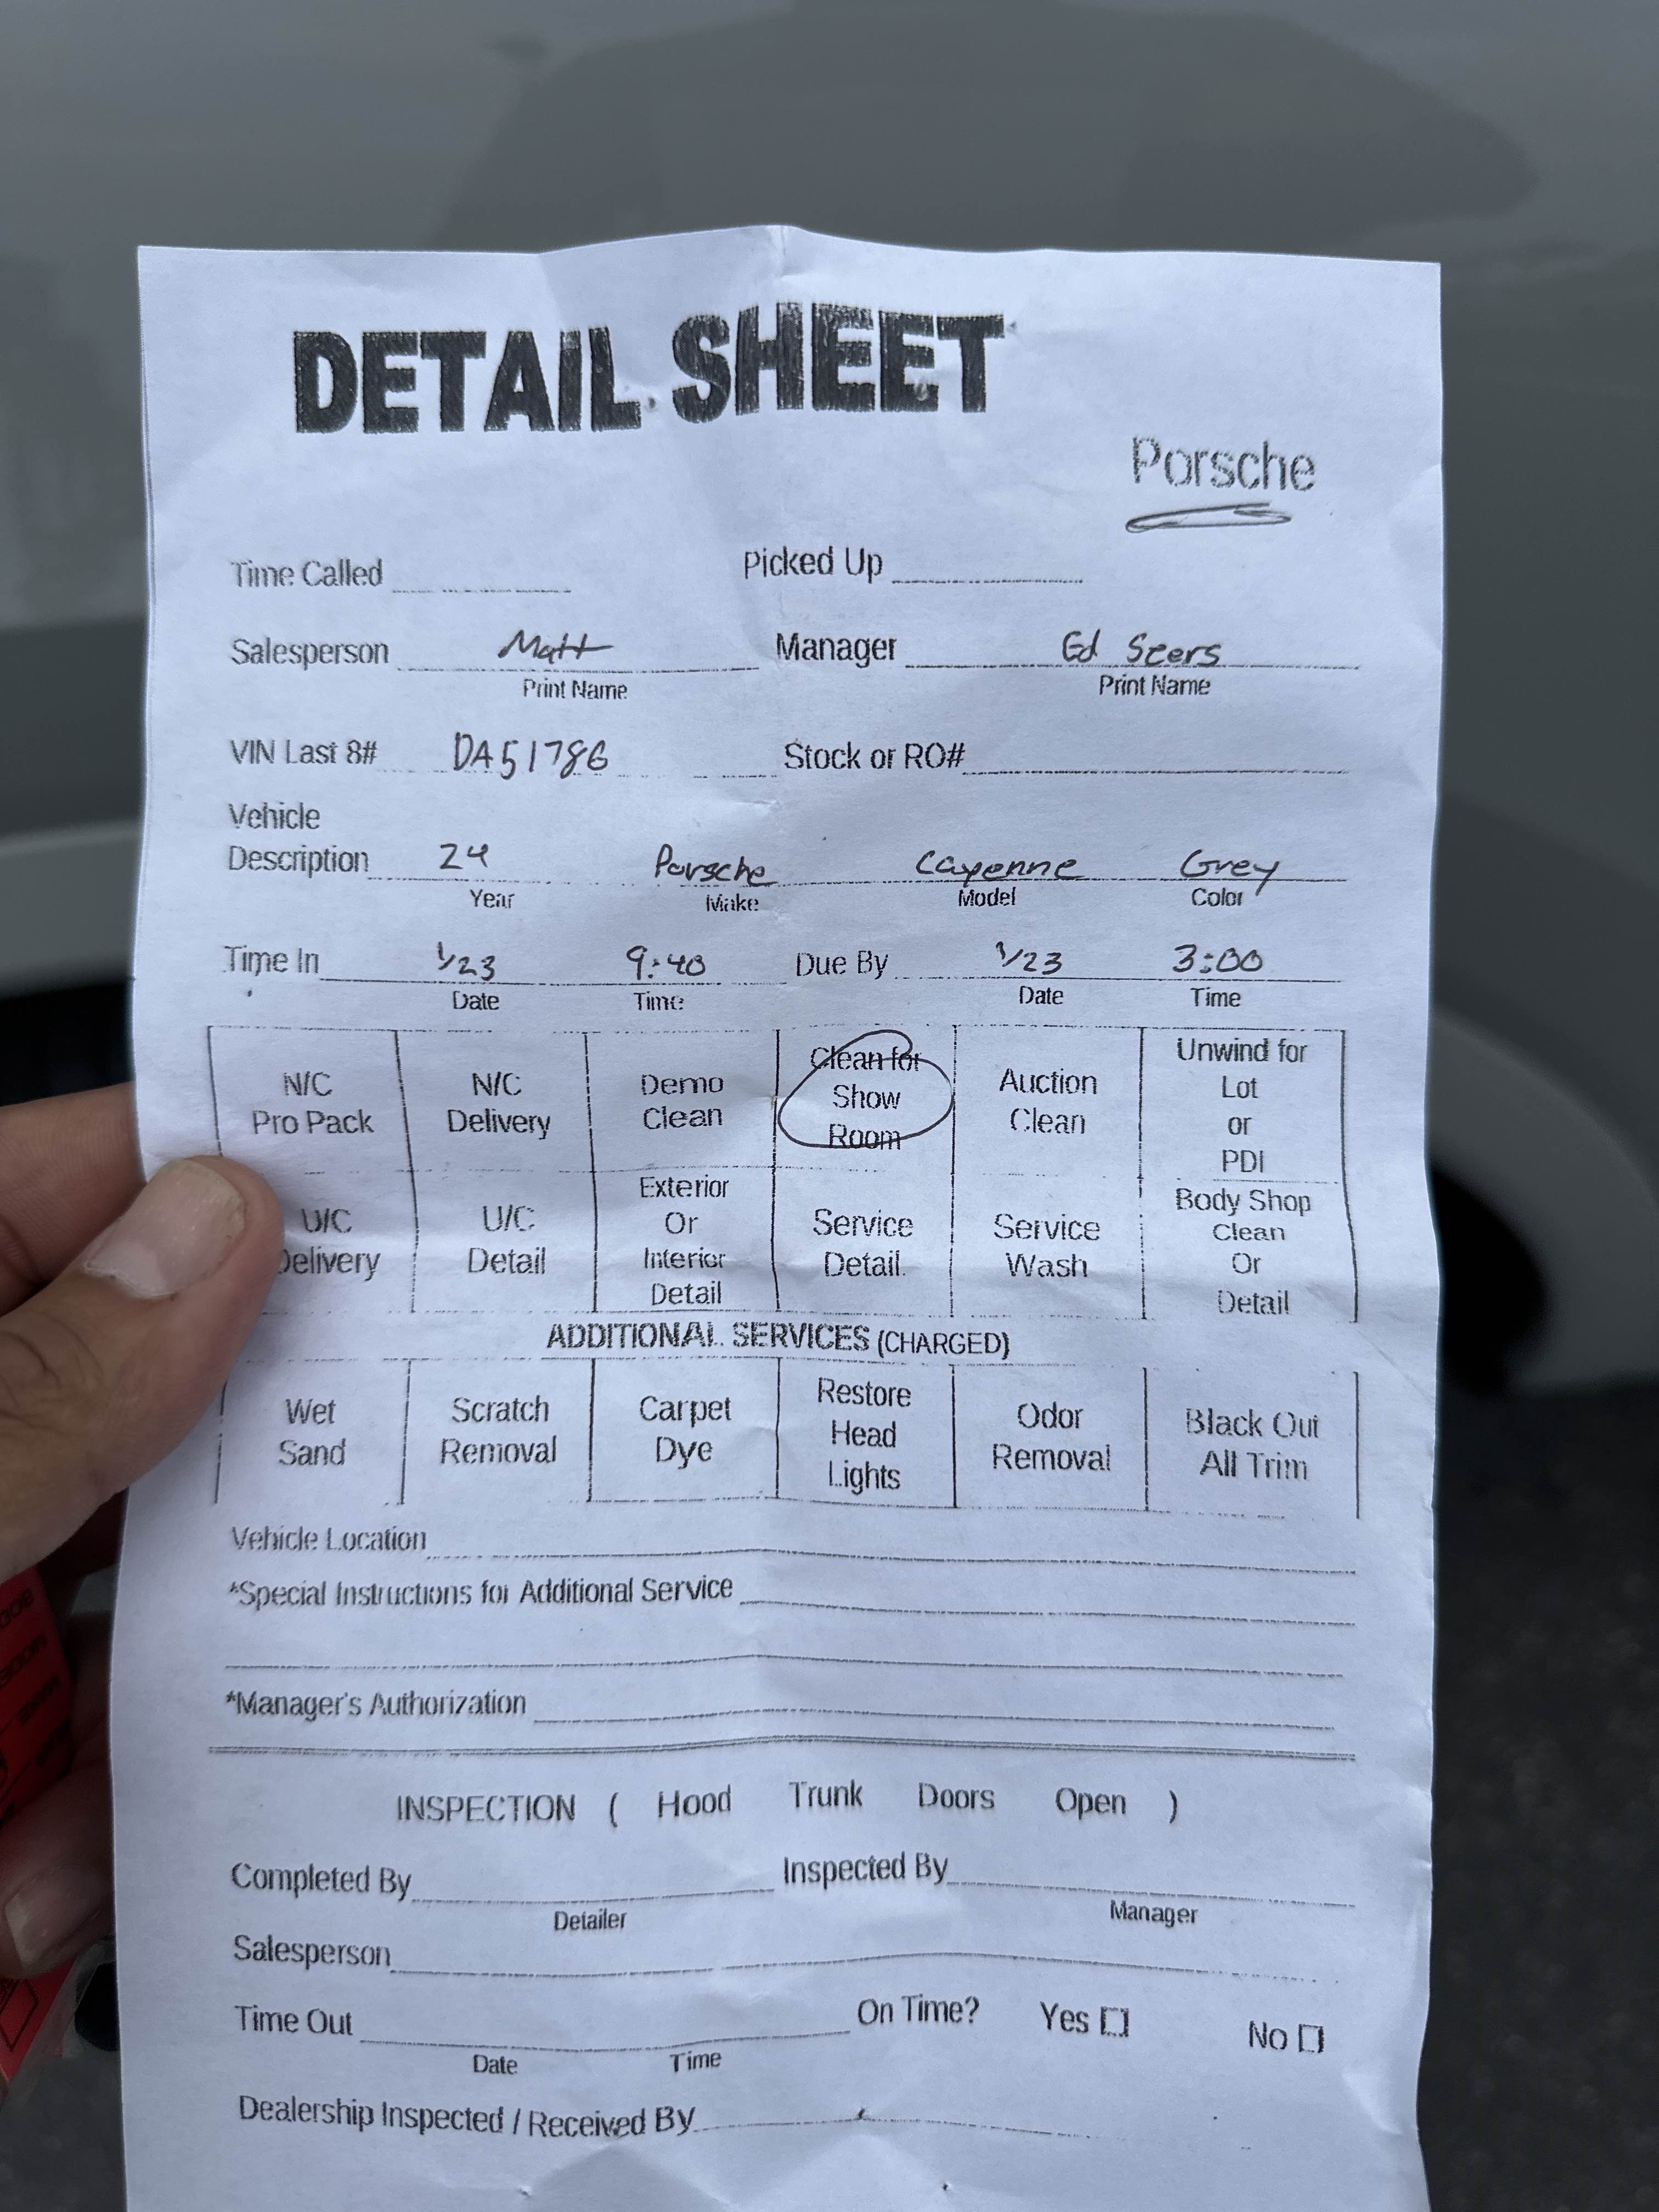 DETAIL SHEET
Porsche
Time Called Picked Up
Salesperson Matt Manager Ed Seers
Print Name Print Name
VIN Last 8# DA51786 Stock or RO#
Vehicle
Description 24 Porsche Cayenne Grey
Year Make Model Color
Time In 1/23 9:40 Due By 1/23 3:00
Date Time Date Time
N/C Pro Pack
N/C Delivery
Demo Clean
Clean for Show Room
Auction Clean
Unwind for Lot or PDI
U/C Delivery
U/C Detail
Exterior Or Interior Detail
Service Detail
Service Wash
Body Shop Clean Or Detail
ADDITIONAL SERVICES (CHARGED)
Wet Sand
Scratch Removal
Carpet Dye
Restore Head Lights
Odor Removal
Black Out All Trim
Vehicle Location
*Special Instructions for Additional Service
*Manager's Authorization
INSPECTION ( Hood Trunk Doors Open )
Completed By Inspected By
Detailer Manager
Salesperson
Time Out On Time? Yes No
Date Time
Dealership Inspected / Received By